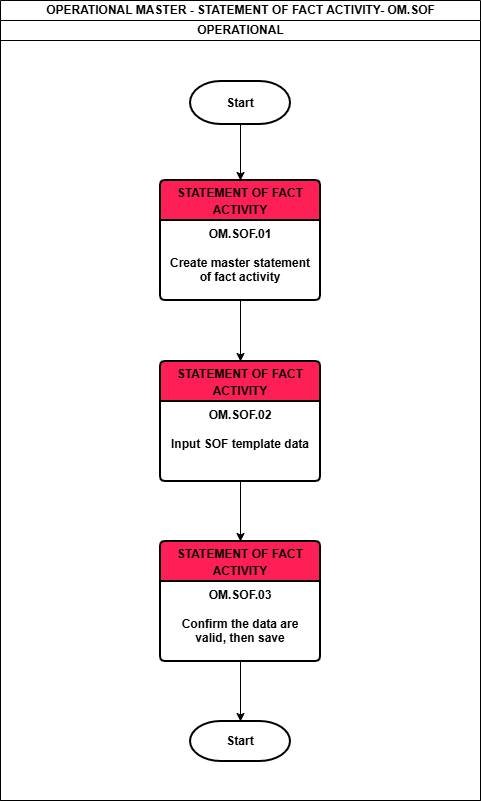 OPERATIONAL MASTER - STATEMENT OF FACT ACTIVITY- OM.SOF
OPERATIONAL
Start
STATEMENT OF FACT
ACTIVITY
OM.SOF.01
Create master statement
of fact activity
STATEMENT OF FACT
ACTIVITY
OM.SOF.02
Input SOF template data
STATEMENT OF FACT
ACTIVITY
OM.SOF.03
Confirm the data are
valid, then save
Start